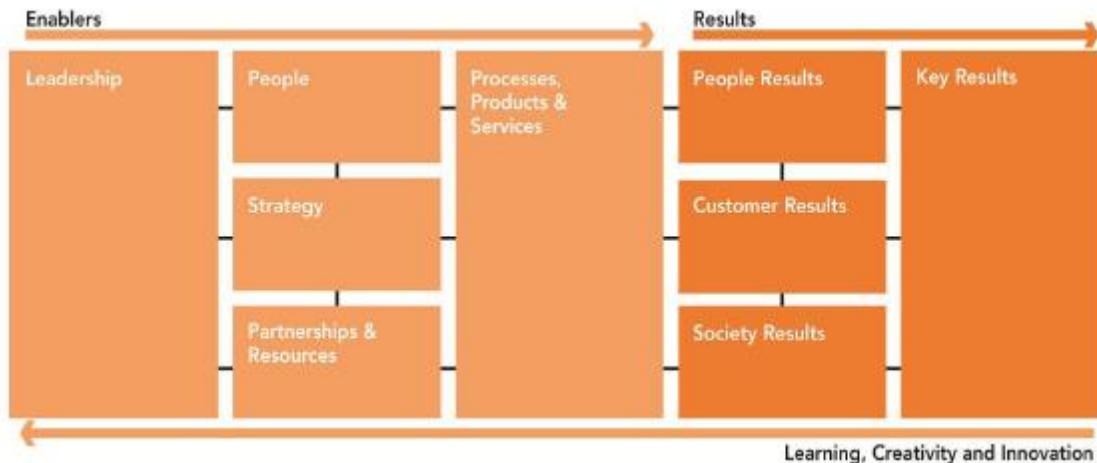 Enablers
Results
Leadership
People
Processes,
Products &
Services
People Results
Key Results
Strategy
Customer Results
Partnerships &
Resources
Society Results
Learning, Creativity and Innovation